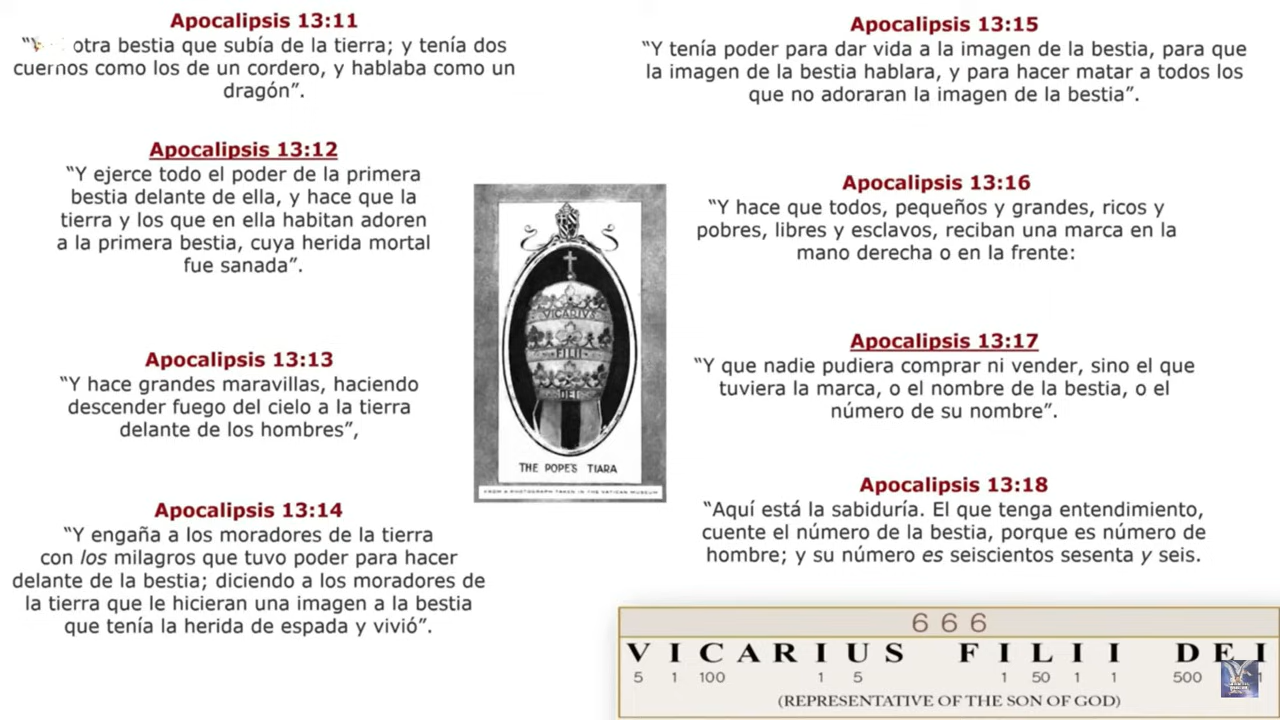 Apocalipsis 13:11
otra bestia que subía de la tierra; y tenía dos
cuernos como los de un cordero, y hablaba como un
dragón”.
Apocalipsis 13:12
“Y ejerce todo el poder de la primera
bestia delante de ella, y hace que la
tierra y los que en ella habitan adoren
a la primera bestia, cuya herida mortal
fue sanada”.
Apocalipsis 13:13
“Y hace grandes maravillas, haciendo
descender fuego del cielo a la tierra
delante de los hombres”,
Apocalipsis 13:14
“Y engaña a los moradores de la tierra
con los milagros que tuvo poder para hacer
delante de la bestia; diciendo a los moradores de
la tierra que le hicieran una imagen a la bestia
que tenía la herida de espada y vivió”.
VICARIVS
FILII
DEI
THE POPE'S TIARA
FROM A PHOTOGRAPH TAKEN IN THE VATICAN MUSEUM
Apocalipsis 13:15
“Y tenía poder para dar vida a la imagen de la bestia, para que
la imagen de la bestia hablara, y para hacer matar a todos los
que no adoraran la imagen de la bestia”.
Apocalipsis 13:16
“Y hace que todos, pequeños y grandes, ricos y
pobres, libres y esclavos, reciban una marca en la
mano derecha o en la frente:
Apocalipsis 13:17
“Y que nadie pudiera comprar ni vender, sino el que
tuviera la marca, o el nombre de la bestia, o el
número de su nombre”.
Apocalipsis 13:18
“Aquí está la sabiduría. El que tenga entendimiento,
cuente el número de la bestia, porque es número de
hombre; y su número es seiscientos sesenta y seis.
6 6 6
VICARIUS FILII DEI
5 1 100 1 5 1 50 1 1 500 1
(REPRESENTATIVE OF THE SON OF GOD)